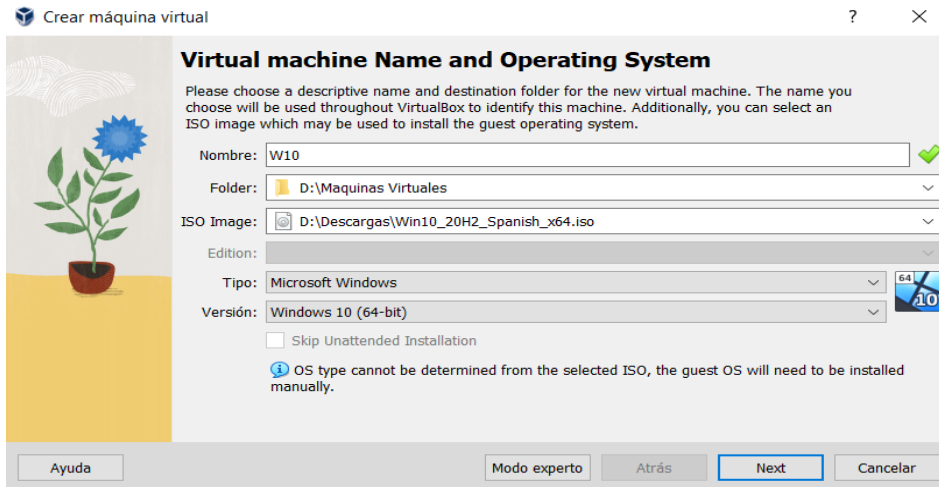 Crear máquina virtual
?
Virtual machine Name and Operating System
Please choose a descriptive name and destination folder for the new virtual machine. The name you
choose will be used throughout VirtualBox to identify this machine. Additionally, you can select an
ISO image which may be used to install the guest operating system.
Nombre: W10
Folder: D:\Maquinas Virtuales
ISO Image: D:\Descargas\Win10_20H2_Spanish_x64.iso
Edition:
Tipo: Microsoft Windows
64
Versión: Windows 10 (64-bit)
10
Skip Unattended Installation
OS type cannot be determined from the selected ISO, the guest OS will need to be installed
manually.
Ayuda Modo experto Atrás Next Cancelar